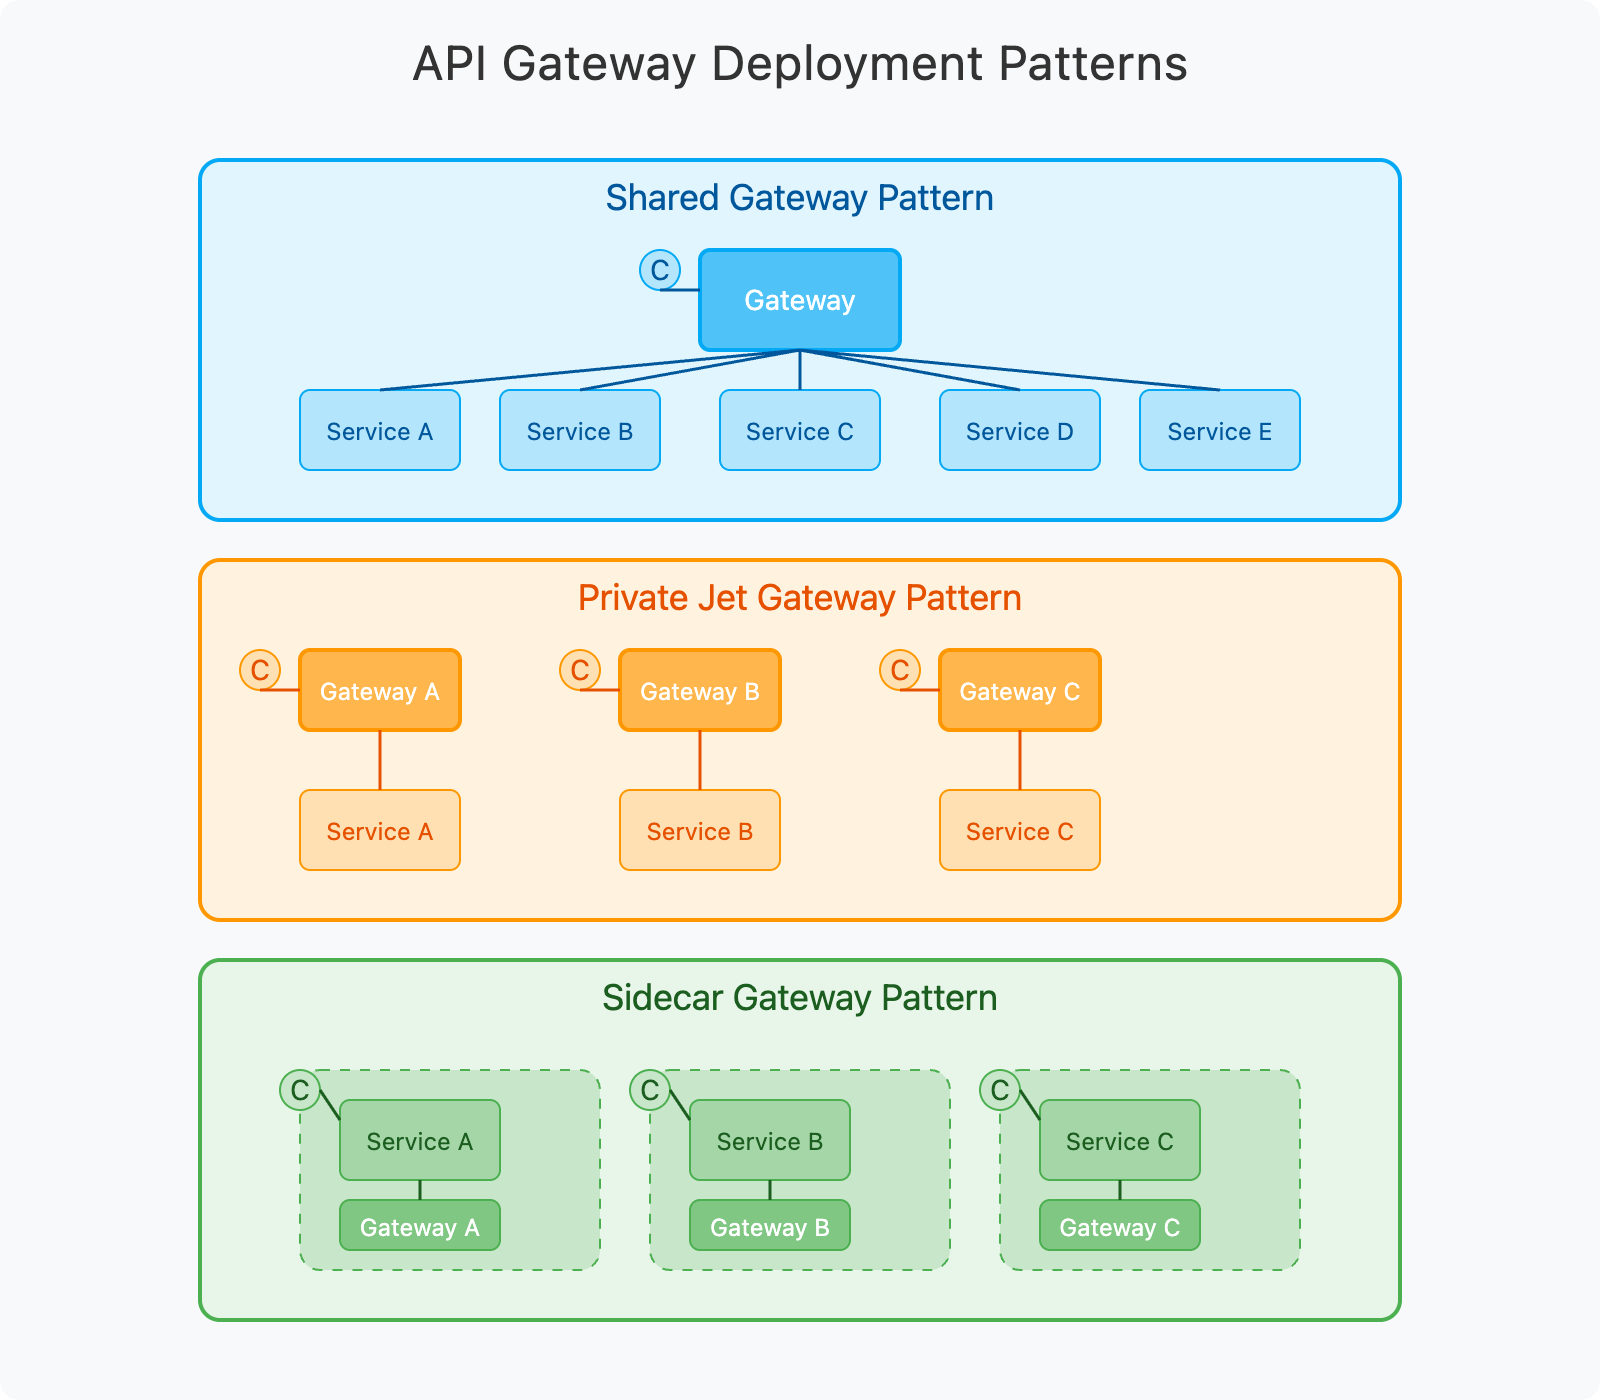 API Gateway Deployment Patterns
Shared Gateway Pattern
C
Gateway
Service A
Service B
Service C
Service D
Service E
Private Jet Gateway Pattern
C
Gateway A
C
Gateway B
C
Gateway C
Service A
Service B
Service C
Sidecar Gateway Pattern
C
Service A
Gateway A
C
Service B
Gateway B
C
Service C
Gateway C